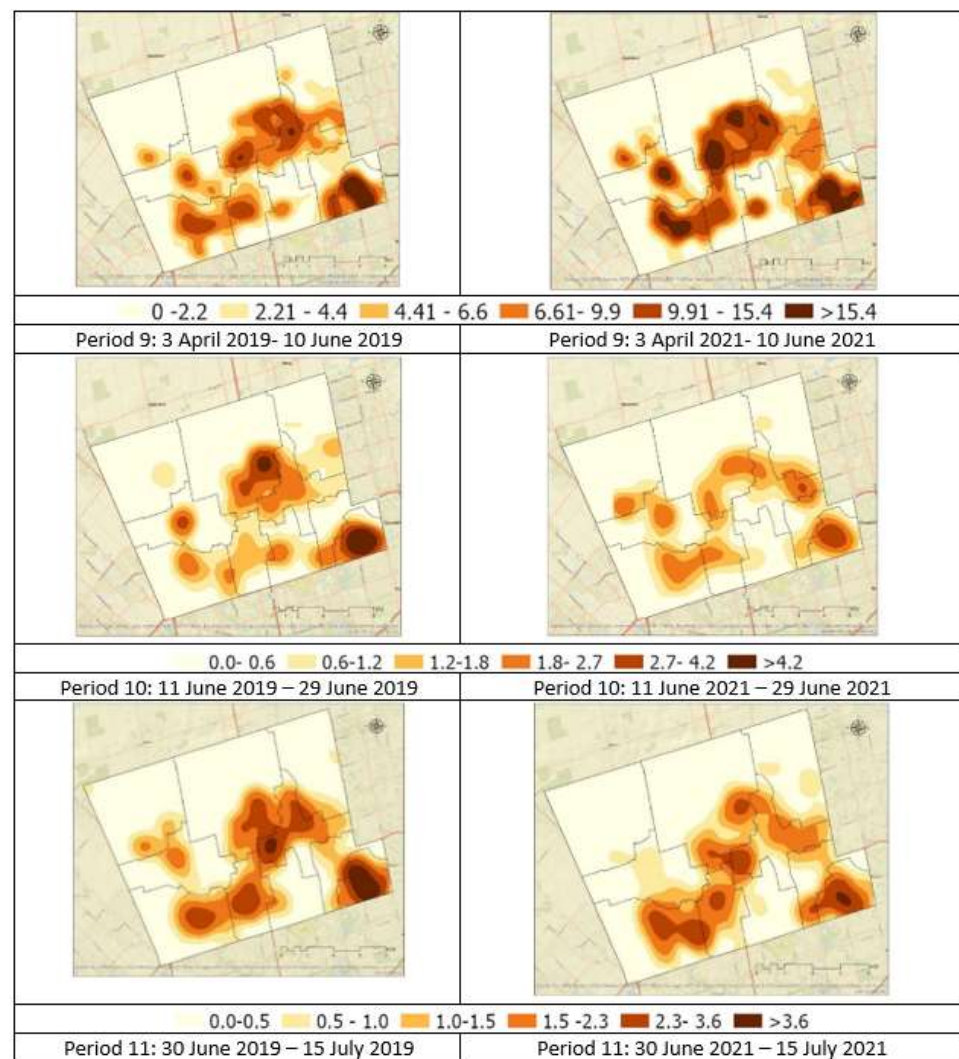 0 -2.2 2.21 - 4.4 4.41 - 6.6 6.61- 9.9 9.91 - 15.4 >15.4
Period 9: 3 April 2019- 10 June 2019 Period 9: 3 April 2021- 10 June 2021
0.0- 0.6 0.6-1.2 1.2-1.8 1.8- 2.7 2.7- 4.2 >4.2
Period 10: 11 June 2019 – 29 June 2019 Period 10: 11 June 2021 – 29 June 2021
0.0-0.5 0.5 - 1.0 1.0-1.5 1.5 -2.3 2.3- 3.6 >3.6
Period 11: 30 June 2019 – 15 July 2019 Period 11: 30 June 2021 – 15 July 2021